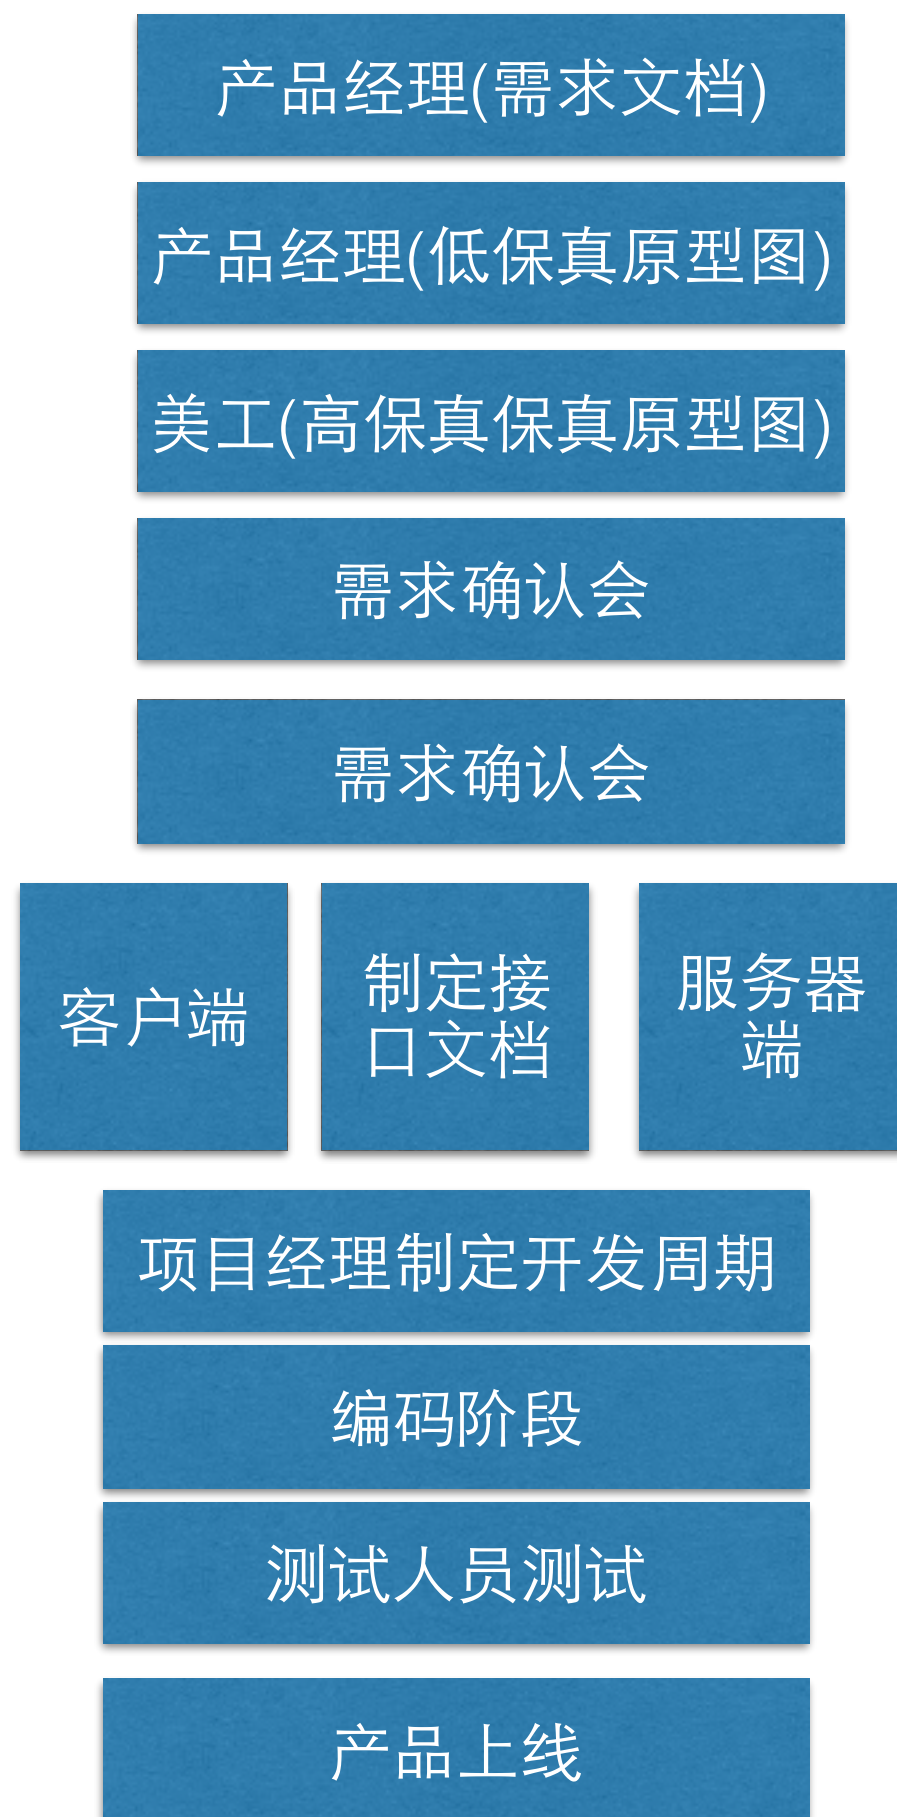 产品经理(需求文档)
产品经理(低保真原型图)
美工(高保真保真原型图)
需求确认会
需求确认会
客户端
制定接
口文档
服务器
端
项目经理制定开发周期
编码阶段
测试人员测试
产品上线